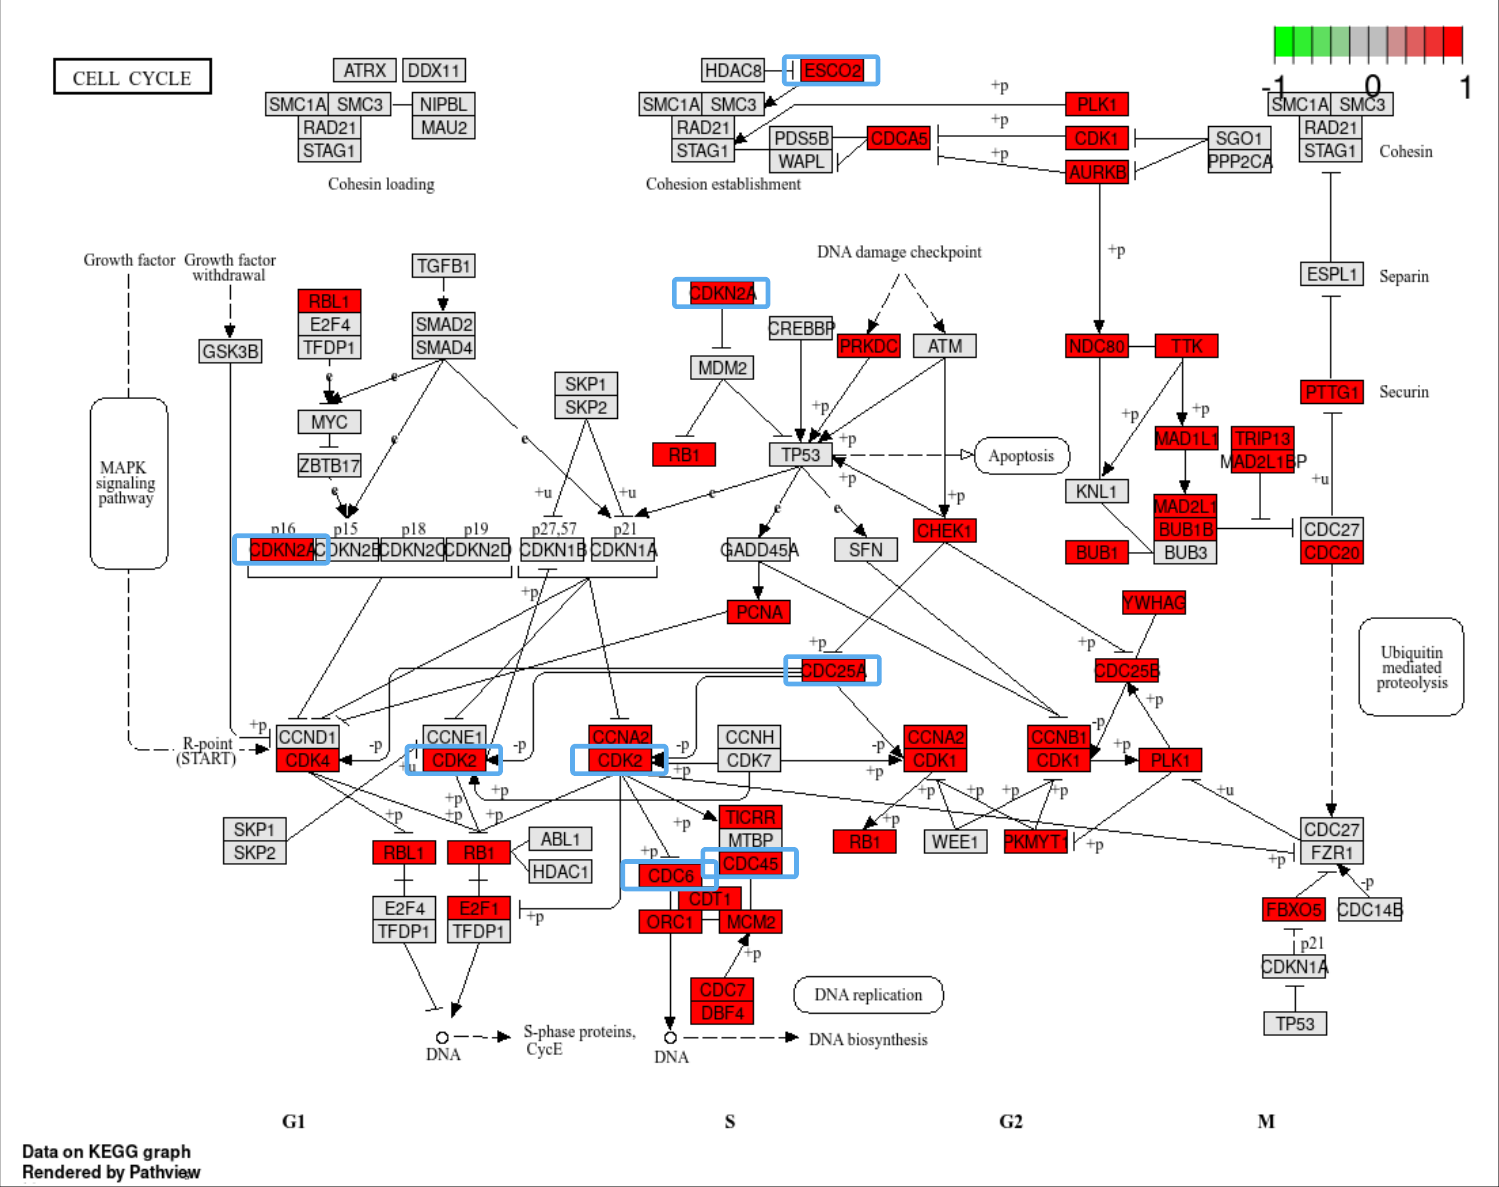 CELL CYCLE
ATRX DDX11
SMC1A SMC3 NIPBL
RAD21 MAU2
STAG1
Cohesin loading
HDAC8 ESCO2
SMC1A SMC3
RAD21
STAG1
PDS5B
WAPL
CDCA5
Cohesion establishment
+p
PLK1
+p
CDK1
+p
AURKB
SGO1
PPP2CA
-1 0 1
SMC1A SMC3
RAD21
STAG1
Cohesin
+p
ESPL1
Separin
PTTG1
Securin
Growth factor
Growth factor
withdrawal
TGFB1
RBL1
E2F4
TFDP1
SMAD2
SMAD4
GSK3B
e
e
MYC
ZBTB17
e
e
e
SKP1
SKP2
+u
+u
MAPK
signaling
pathway
CDKN2A
MDM2
RB1
CREBBP
DNA damage checkpoint
PRKDC
ATM
+p
+p
TP53
+p
Apoptosis
e
e
e
+p
NDC80
TTK
+p
+p
MAD1L1
TRIP13
MAD2L1BP
KNL1
MAD2L1
BUB1B
BUB3
BUB1
+u
CDC27
CDC20
p16 p15 p18 p19 p27,57 p21
CDKN2A CDKN2B CDKN2C CDKN2D CDKN1B CDKN1A
GADD45A
SFN
CHEK1
+p
PCNA
YWHAG
+p
+p
CDC25A
CDC25B
+p
-p
Ubiquitin
mediated
proteolysis
R-point
(START)
+p
CCND1
CDK4
-p
+u
CCNE1
CDK2
-p
CCNA2
CDK2
-p
+p
CCNH
CDK7
-p
+p
CCNA2
CDK1
CCNB1
CDK1
+p
PLK1
+u
+p
+p
+p
+p
+p
+p
+p
+p
+p
SKP1
SKP2
RBL1
RB1
ABL1
HDAC1
+p
TICRR
MTBP
CDC45
CDC6
CDT1
ORC1
MCM2
RB1
WEE1
PKMYT1
+p
+p
CDC27
FZR1
-p
E2F4
TFDP1
E2F1
TFDP1
+p
+p
CDC7
DBF4
FBXO5
CDC14B
p21
CDKN1A
TP53
DNA replication
DNA
S-phase proteins,
CycE
DNA
DNA biosynthesis
G1 S G2 M
Data on KEGG graph
Rendered by Pathview